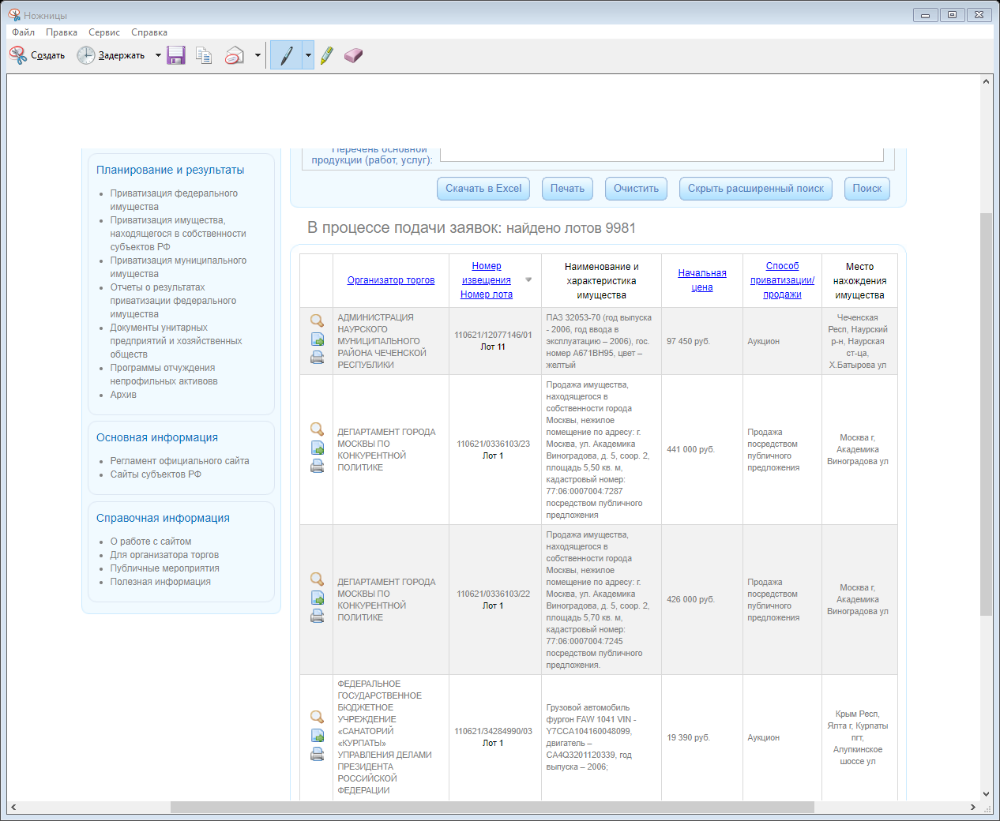 Ножницы
Файл Правка Сервис Справка
Создать Задержать
Планирование и результаты
Приватизация федерального
имущества
Приватизация имущества,
находящегося в собственности
субъектов РФ
Приватизация муниципального
имущества
Отчеты о результатах
приватизации федерального
имущества
Документы унитарных
предприятий и хозяйственных
обществ
Программы отчуждения
непрофильных активовв
Архив
Основная информация
Регламент официального сайта
Сайты субъектов РФ
Справочная информация
О работе с сайтом
Для организатора торгов
Публичные мероприятия
Полезная информация
Перечень основной
продукции (работ, услуг):
Скачать в Excel Печать Очистить Скрыть расширенный поиск Поиск
В процессе подачи заявок: найдено лотов 9981
Организатор торгов
Номер
извещения
Номер лота
Наименование и
характеристика
имущества
Начальная
цена
Способ
приватизации/
продажи
Место
нахождения
имущества
АДМИНИСТРАЦИЯ
НАУРСКОГО
МУНИЦИПАЛЬНОГО
РАЙОНА ЧЕЧЕНСКОЙ
РЕСПУБЛИКИ
110621/12077146/01
Лот 11
ПАЗ 32053-70 (год выпуска
- 2006, год ввода в
эксплуатацию – 2006), гос.
номер А671ВН95, цвет –
желтый
97 450 руб.
Аукцион
Чеченская
Респ, Наурский
р-н, Наурская
ст-ца,
Х.Батырова ул
ДЕПАРТАМЕНТ ГОРОДА
МОСКВЫ ПО
КОНКУРЕНТНОЙ
ПОЛИТИКЕ
110621/0336103/23
Лот 1
Продажа имущества,
находящегося в
собственности города
Москвы, нежилое
помещение по адресу: г.
Москва, ул. Академика
Виноградова, д. 5, соор. 2,
площадь 5,50 кв. м,
кадастровый номер:
77:06:0007004:7287
посредством публичного
предложения
441 000 руб.
Продажа
посредством
публичного
предложения
Москва г,
Академика
Виноградова ул
ДЕПАРТАМЕНТ ГОРОДА
МОСКВЫ ПО
КОНКУРЕНТНОЙ
ПОЛИТИКЕ
110621/0336103/22
Лот 1
Продажа имущества,
находящегося в
собственности города
Москвы, нежилое
помещение по адресу: г.
Москва, ул. Академика
Виноградова, д. 5, соор. 2,
площадь 5,70 кв. м,
кадастровый номер:
77:06:0007004:7245
посредством публичного
предложения.
426 000 руб.
Продажа
посредством
публичного
предложения
Москва г,
Академика
Виноградова ул
ФЕДЕРАЛЬНОЕ
ГОСУДАРСТВЕННОЕ
БЮДЖЕТНОЕ
УЧРЕЖДЕНИЕ
«САНАТОРИЙ
«КУРПАТЫ»
УПРАВЛЕНИЯ ДЕЛАМИ
ПРЕЗИДЕНТА
РОССИЙСКОЙ
ФЕДЕРАЦИИ
110621/34284990/03
Лот 1
Грузовой автомобиль
фургон FAW 1041 VIN -
Y7CCA104160048099,
двигатель –
CA4Q3201120339, год
выпуска – 2006;
19 390 руб.
Аукцион
Крым Респ,
Ялта г, Курпаты
пгт,
Алупкинское
шоссе ул